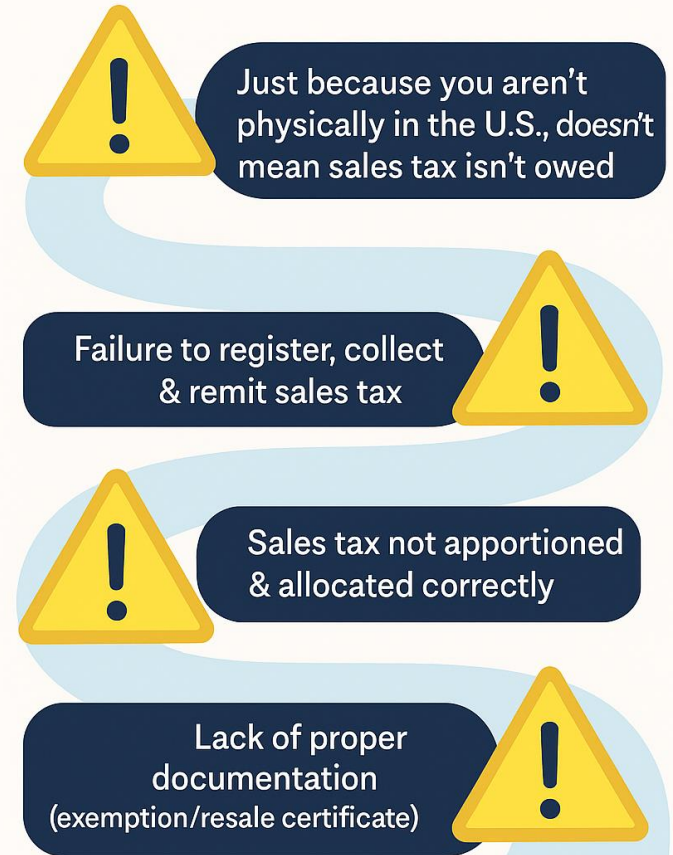 Just because you aren't
physically in the U.S., doesn't
mean sales tax isn't owed
Failure to register, collect
& remit sales tax
Sales tax not apportioned
& allocated correctly
Lack of proper
documentation
(exemption/resale certificate)